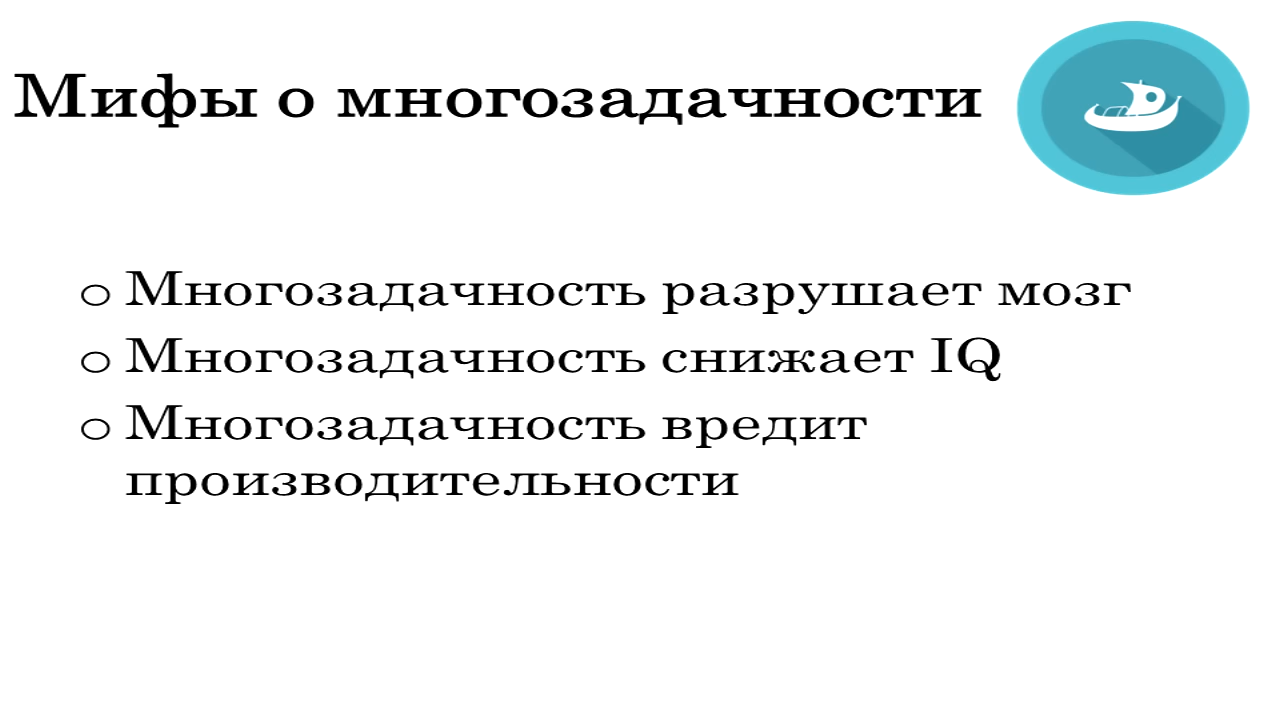 Мифы о многозадачности
о Многозадачность разрушает мозг
о Многозадачность снижает IQ
о Многозадачность вредит
производительности